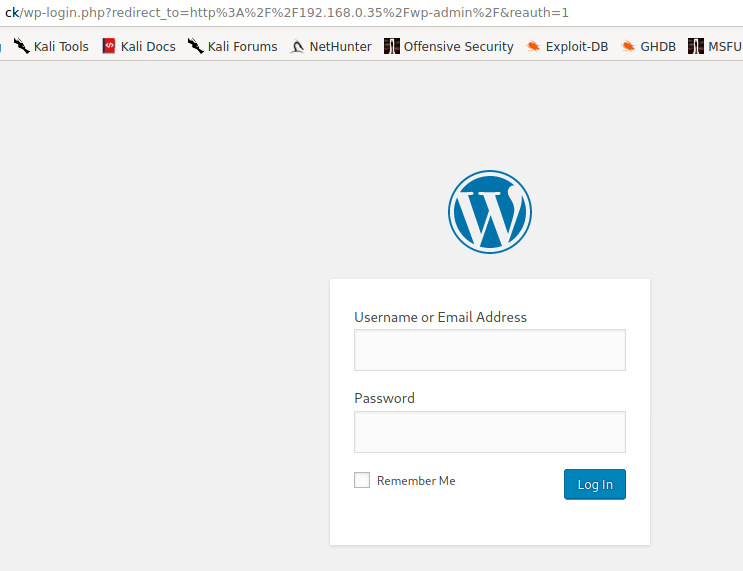 ck/wp-login.php?redirect_to=http%3A%2F%2F192.168.0.35%2Fwp-admin%2F&reauth=1
Kali Tools Kali Docs Kali Forums NetHunter Offensive Security Exploit-DB GHDB MSFU
Username or Email Address
Password
Remember Me Log In